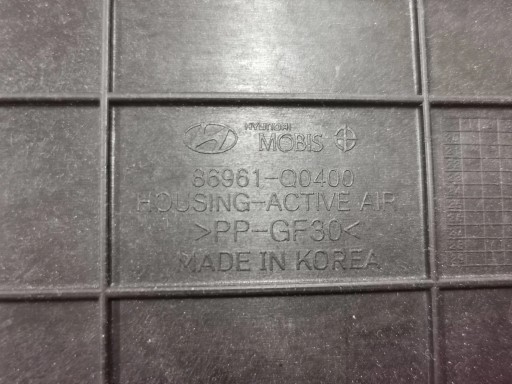 HYUNDAI
MOBIS
86961-Q0400
HOUSING-ACTIVE AIR
>PP-GF30<
MADE IN KOREA